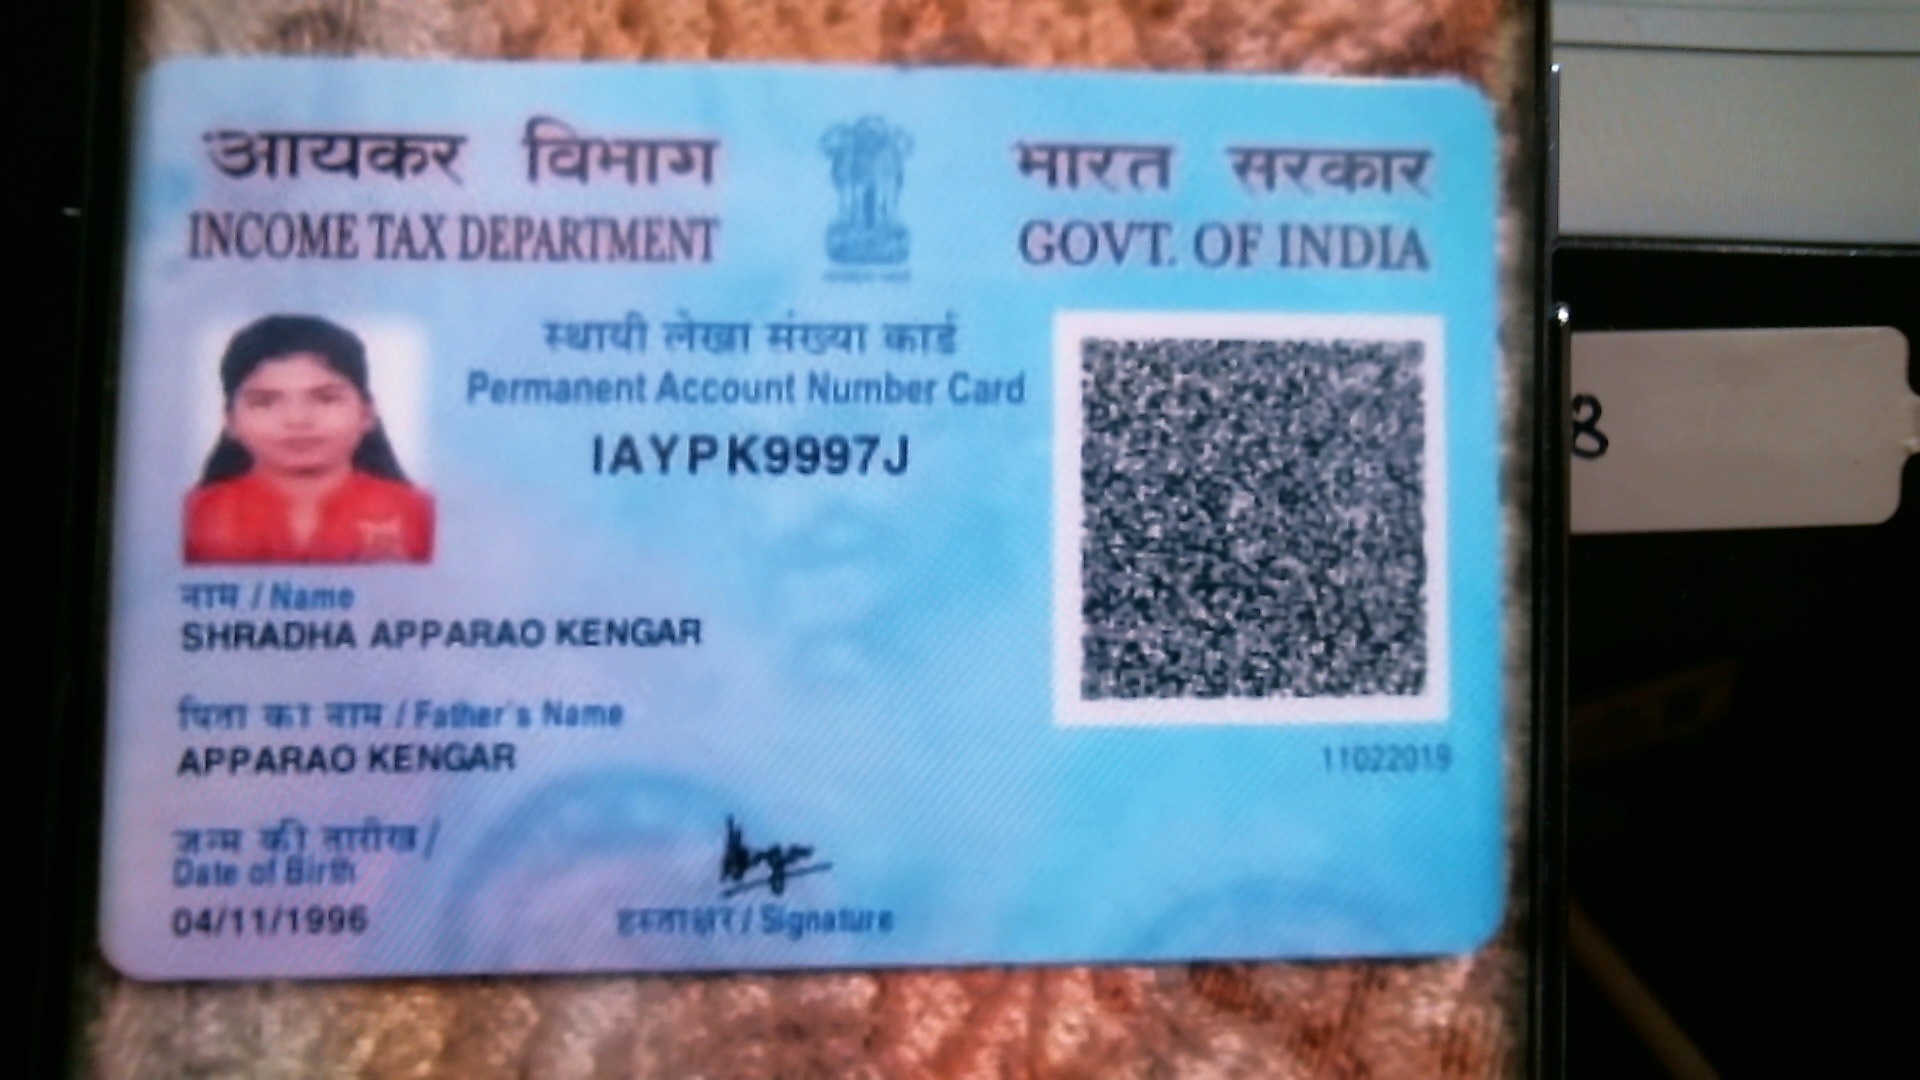 आयकर विभाग
INCOME TAX DEPARTMENT
भारत सरकार
GOVT. OF INDIA
स्थायी लेखा संख्या कार्ड
Permanent Account Number Card
IAYPK9997J
नाम / Name
SHRADHA APPARAO KENGAR
पिता का नाम / Father's Name
APPARAO KENGAR
11022019
जन्म की तारीख /
Date of Birth
04/11/1996
हस्ताक्षर / Signature
8